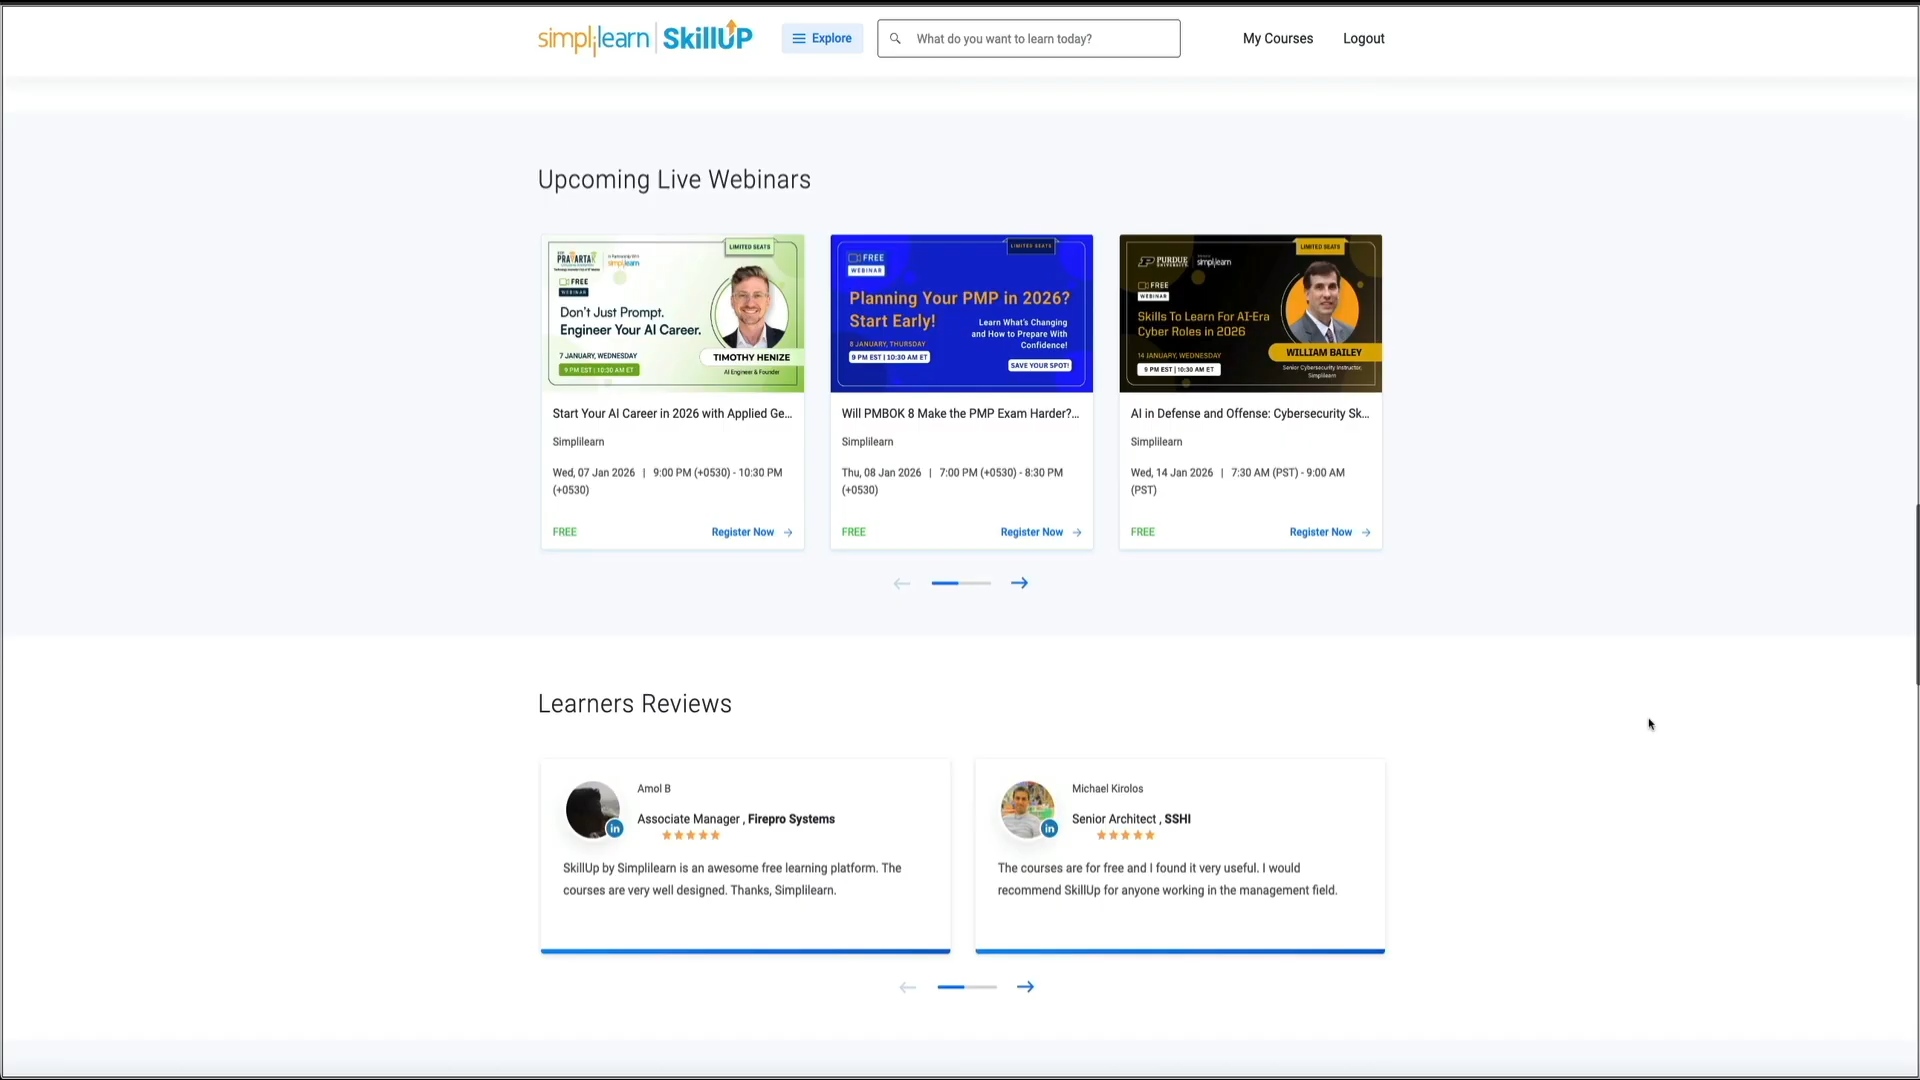 simplilearn | SkillUP
Explore
What do you want to learn today?
My Courses
Logout
Upcoming Live Webinars
LIMITED SEATS
PRAVARTAK
simplilearn
FREE
WEBINAR
Don't Just Prompt.
Engineer Your AI Career.
7 JANUARY, WEDNESDAY
9 PM EST | 10:30 AM ET
TIMOTHY HENIZE
AI Engineer & Founder
Start Your AI Career in 2026 with Applied Ge...
Simplilearn
Wed, 07 Jan 2026 | 9:00 PM (+0530) - 10:30 PM
(+0530)
FREE
Register Now
LIMITED SEATS
FREE
WEBINAR
Planning Your PMP in 2026?
Start Early!
Learn What's Changing
and How to Prepare With
Confidence!
8 JANUARY, THURSDAY
9 PM EST | 10:30 AM ET
SAVE YOUR SPOT!
Will PMBOK 8 Make the PMP Exam Harder?...
Simplilearn
Thu, 08 Jan 2026 | 7:00 PM (+0530) - 8:30 PM
(+0530)
FREE
Register Now
LIMITED SEATS
PURDUE
UNIVERSITY
simplilearn
FREE
WEBINAR
Skills To Learn For AI-Era
Cyber Roles in 2026
14 JANUARY, WEDNESDAY
9 PM EST | 10:30 AM ET
WILLIAM BAILEY
Senior Cybersecurity Instructor,
Simplilearn
AI in Defense and Offense: Cybersecurity Sk...
Simplilearn
Wed, 14 Jan 2026 | 7:30 AM (PST) - 9:00 AM
(PST)
FREE
Register Now
Learners Reviews
Amol B
Associate Manager , Firepro Systems
in
SkillUp by Simplilearn is an awesome free learning platform. The
courses are very well designed. Thanks, Simplilearn.
Michael Kirolos
Senior Architect , SSHI
in
The courses are for free and I found it very useful. I would
recommend SkillUp for anyone working in the management field.